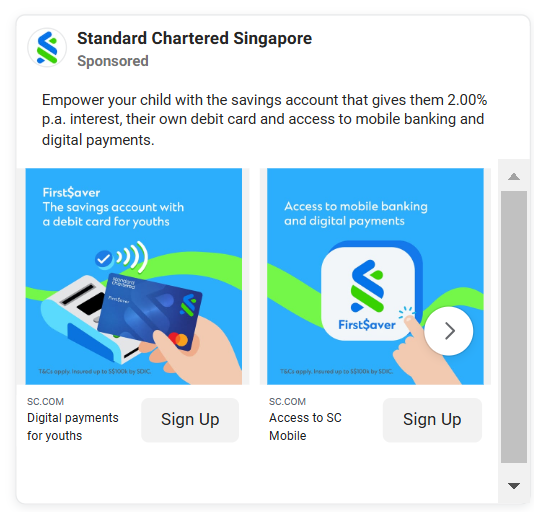 Standard Chartered Singapore
Sponsored
Empower your child with the savings account that gives them 2.00%
p.a. interest, their own debit card and access to mobile banking and
digital payments.
First$aver
The savings account with
a debit card for youths
standard
chartered
First$aver
T&Cs apply. Insured up to S$100k by SDIC.
SC.COM
Digital payments
for youths
Sign Up
Access to mobile banking
and digital payments
First$aver
T&Cs apply. Insured up to S$100k by SDIC.
SC.COM
Access to SC
Mobile
Sign Up